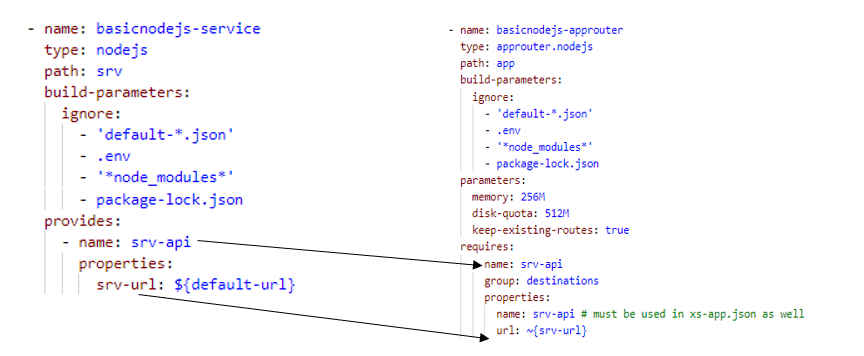 - name: basicnodejs-service
type: nodejs
path: srv
build-parameters:
ignore:
- 'default-*.json'
- .env
- '*node_modules*'
- package-lock.json
provides:
- name: srv-api
properties:
srv-url: ${default-url}
- name: basicnodejs-approuter
type: approuter.nodejs
path: app
build-parameters:
ignore:
- 'default-*.json'
- .env
- '*node_modules*'
- package-lock.json
parameters:
memory: 256M
disk-quota: 512M
keep-existing-routes: true
requires:
name: srv-api
group: destinations
properties:
name: srv-api # must be used in xs-app.json as well
url: ~{srv-url}